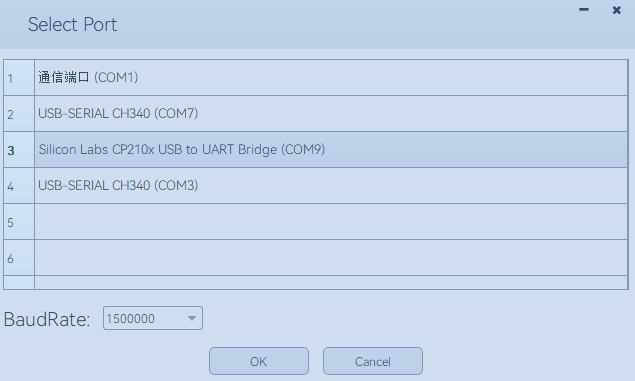 Select Port
1 通信端口 (COM1)
2 USB-SERIAL CH340 (COM7)
3 Silicon Labs CP210x USB to UART Bridge (COM9)
4 USB-SERIAL CH340 (COM3)
5
6
BaudRate: 1500000
OK Cancel